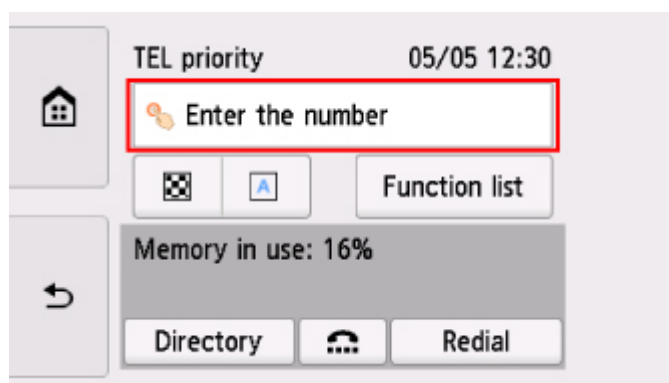 TEL priority 05/05 12:30
Enter the number
A Function list
Memory in use: 16%
Directory Redial